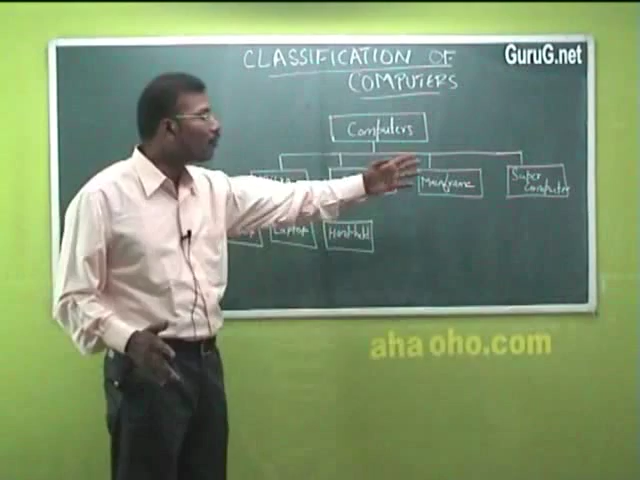 CLASSIFICATION OF
COMPUTERS
GuruG.net
Computers
Mainframe
Super
Computer
Laptop
Handheld
aha oho.com